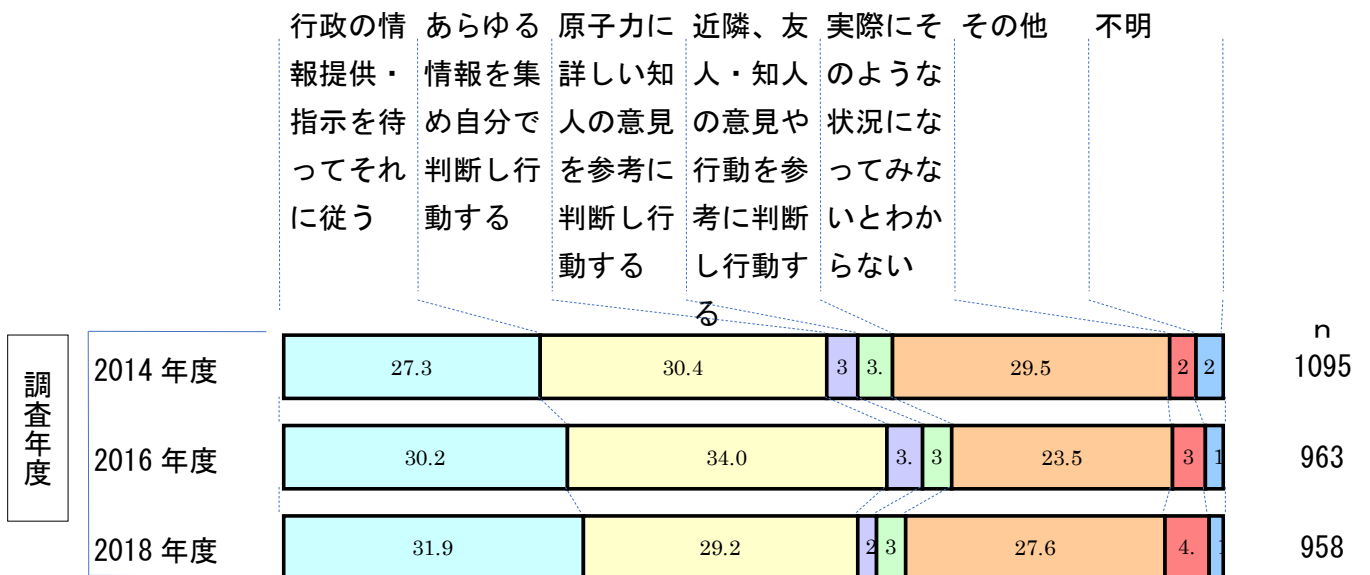 行政の情
報提供・
指示を待
ってそれ
に従う
あらゆる
情報を集
め自分で
判断し行
動する
原子力に
詳しい知
人の意見
を参考に
判断し行
動する
近隣、友
人・知人
の意見や
行動を参
考に判断
し行動す
る
実際にそ
のような
状況にな
ってみな
いとわか
らない
その他
不明
n
調査年度
2014 年度 27.3 30.4 3 3. 29.5 2 2 1095
2016 年度 30.2 34.0 3. 3 23.5 3 1 963
2018 年度 31.9 29.2 2 3 27.6 4. 1 958